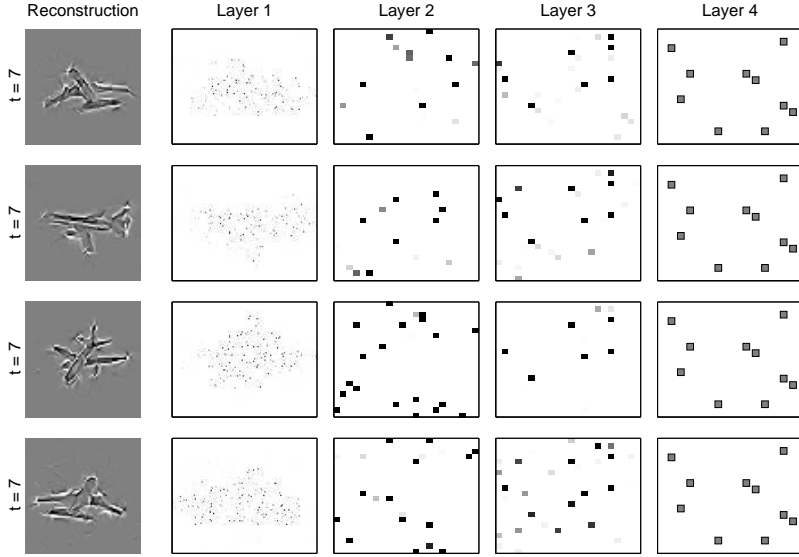 Reconstruction Layer 1 Layer 2 Layer 3 Layer 4
t = 7
t = 7
t = 7
t = 7